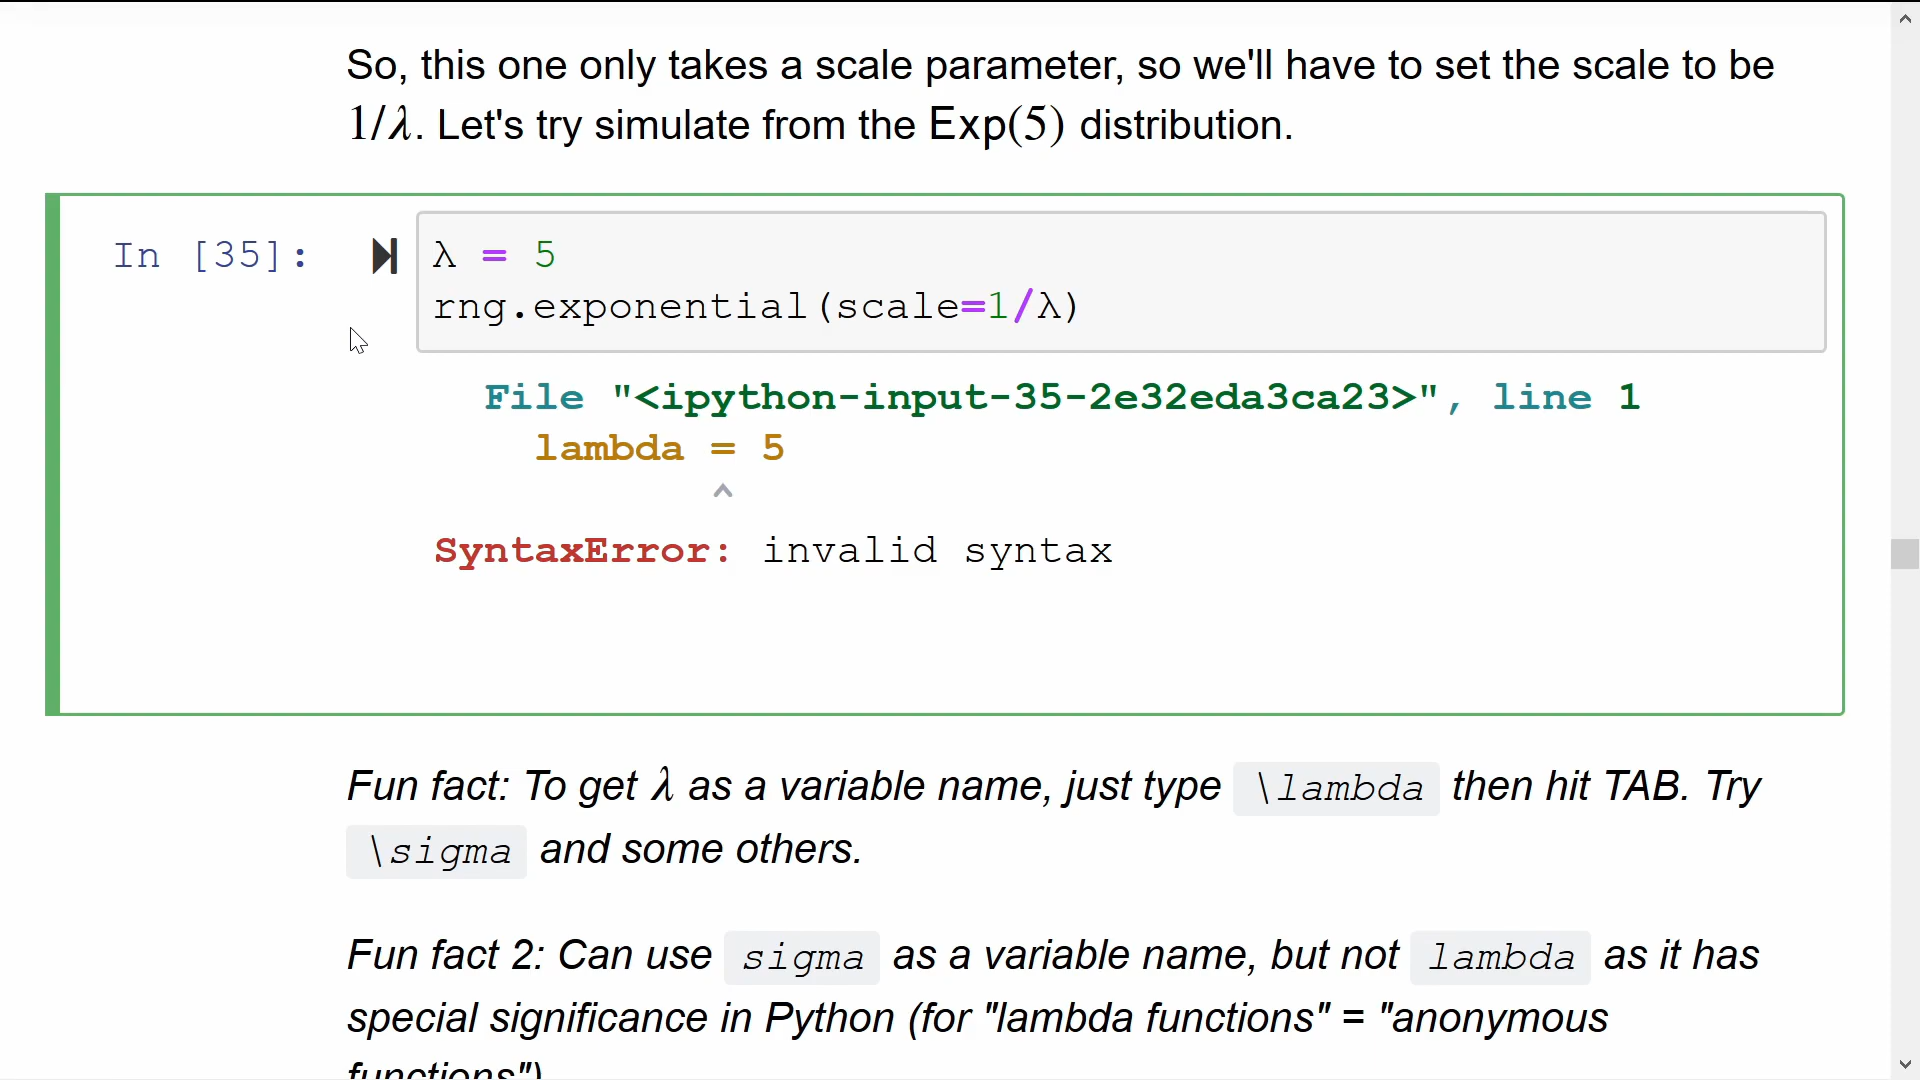 So, this one only takes a scale parameter, so we'll have to set the scale to be
1/λ. Let's try simulate from the Exp(5) distribution.
In [35]:
λ = 5
rng.exponential(scale=1/λ)
File "<ipython-input-35-2e32eda3ca23>", line 1
lambda = 5
^
SyntaxError: invalid syntax
Fun fact: To get λ as a variable name, just type \lambda then hit TAB. Try
\sigma and some others.
Fun fact 2: Can use sigma as a variable name, but not lambda as it has
special significance in Python (for "lambda functions" = "anonymous
functions")